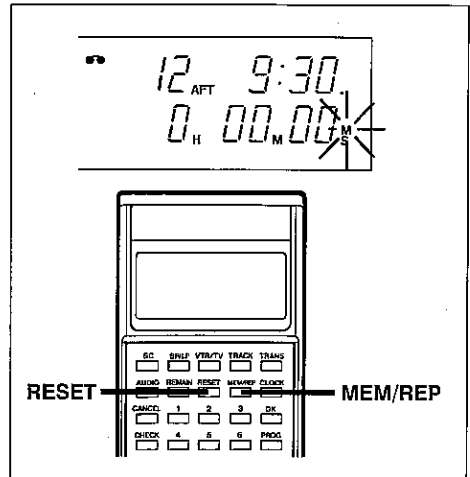 12 AFT 9:30
0 H 00 M 00 S M
SC SP/LP VTR/TV TRACK TRANS
AUDIO REMAIN RESET MEM/REP CLOCK
RESET MEM/REP
CANCEL 1 2 3 OK
CHECK 4 5 6 PROG